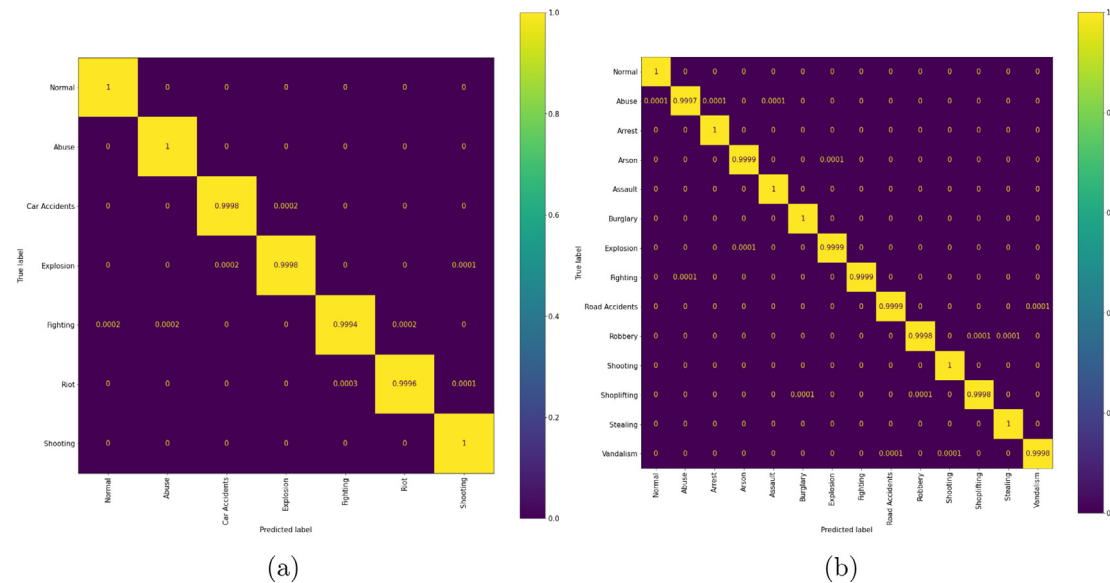 1.0
0.8
0.6
0.4
0.2
0.0
True label
Normal 1 0 0 0 0 0 0
Abuse 0 1 0 0 0 0 0
Car Accidents 0 0 0.9998 0.0002 0 0 0
Explosion 0 0 0.0002 0.9998 0 0 0.0001
Fighting 0.0002 0.0002 0 0 0.9994 0.0002 0
Riot 0 0 0 0 0.0003 0.9996 0.0001
Shooting 0 0 0 0 0 0 1
Normal Abuse Car Accidents Explosion Fighting Riot Shooting
Predicted label
(a)
True label
Normal 1 0 0 0 0 0 0 0 0 0 0 0 0 0
Abuse 0.0001 0.9997 0.0001 0 0.0001 0 0 0 0 0 0 0 0 0
Arrest 0 0 1 0 0 0 0 0 0 0 0 0 0 0
Arson 0 0 0 0.9999 0 0 0.0001 0 0 0 0 0 0 0
Assault 0 0 0 0 1 0 0 0 0 0 0 0 0 0
Burglary 0 0 0 0 0 1 0 0 0 0 0 0 0 0
Explosion 0 0 0 0.0001 0 0 0.9999 0 0 0 0 0 0 0
Fighting 0 0.0001 0 0 0 0 0 0.9999 0 0 0 0 0 0
Road Accidents 0 0 0 0 0 0 0 0 0.9999 0 0 0 0 0.0001
Robbery 0 0 0 0 0 0 0 0 0 0.9998 0 0.0001 0.0001 0
Shooting 0 0 0 0 0 0 0 0 0 0 1 0 0 0
Shoplifting 0 0 0 0 0 0.0001 0 0 0 0.0001 0 0.9998 0 0
Stealing 0 0 0 0 0 0 0 0 0 0 0 0 1 0
Vandalism 0 0 0 0 0 0 0 0 0.0001 0 0.0001 0 0 0.9998
Normal Abuse Arrest Arson Assault Burglary Explosion Fighting Road Accidents Robbery Shooting Shoplifting Stealing Vandalism
Predicted label
(b)